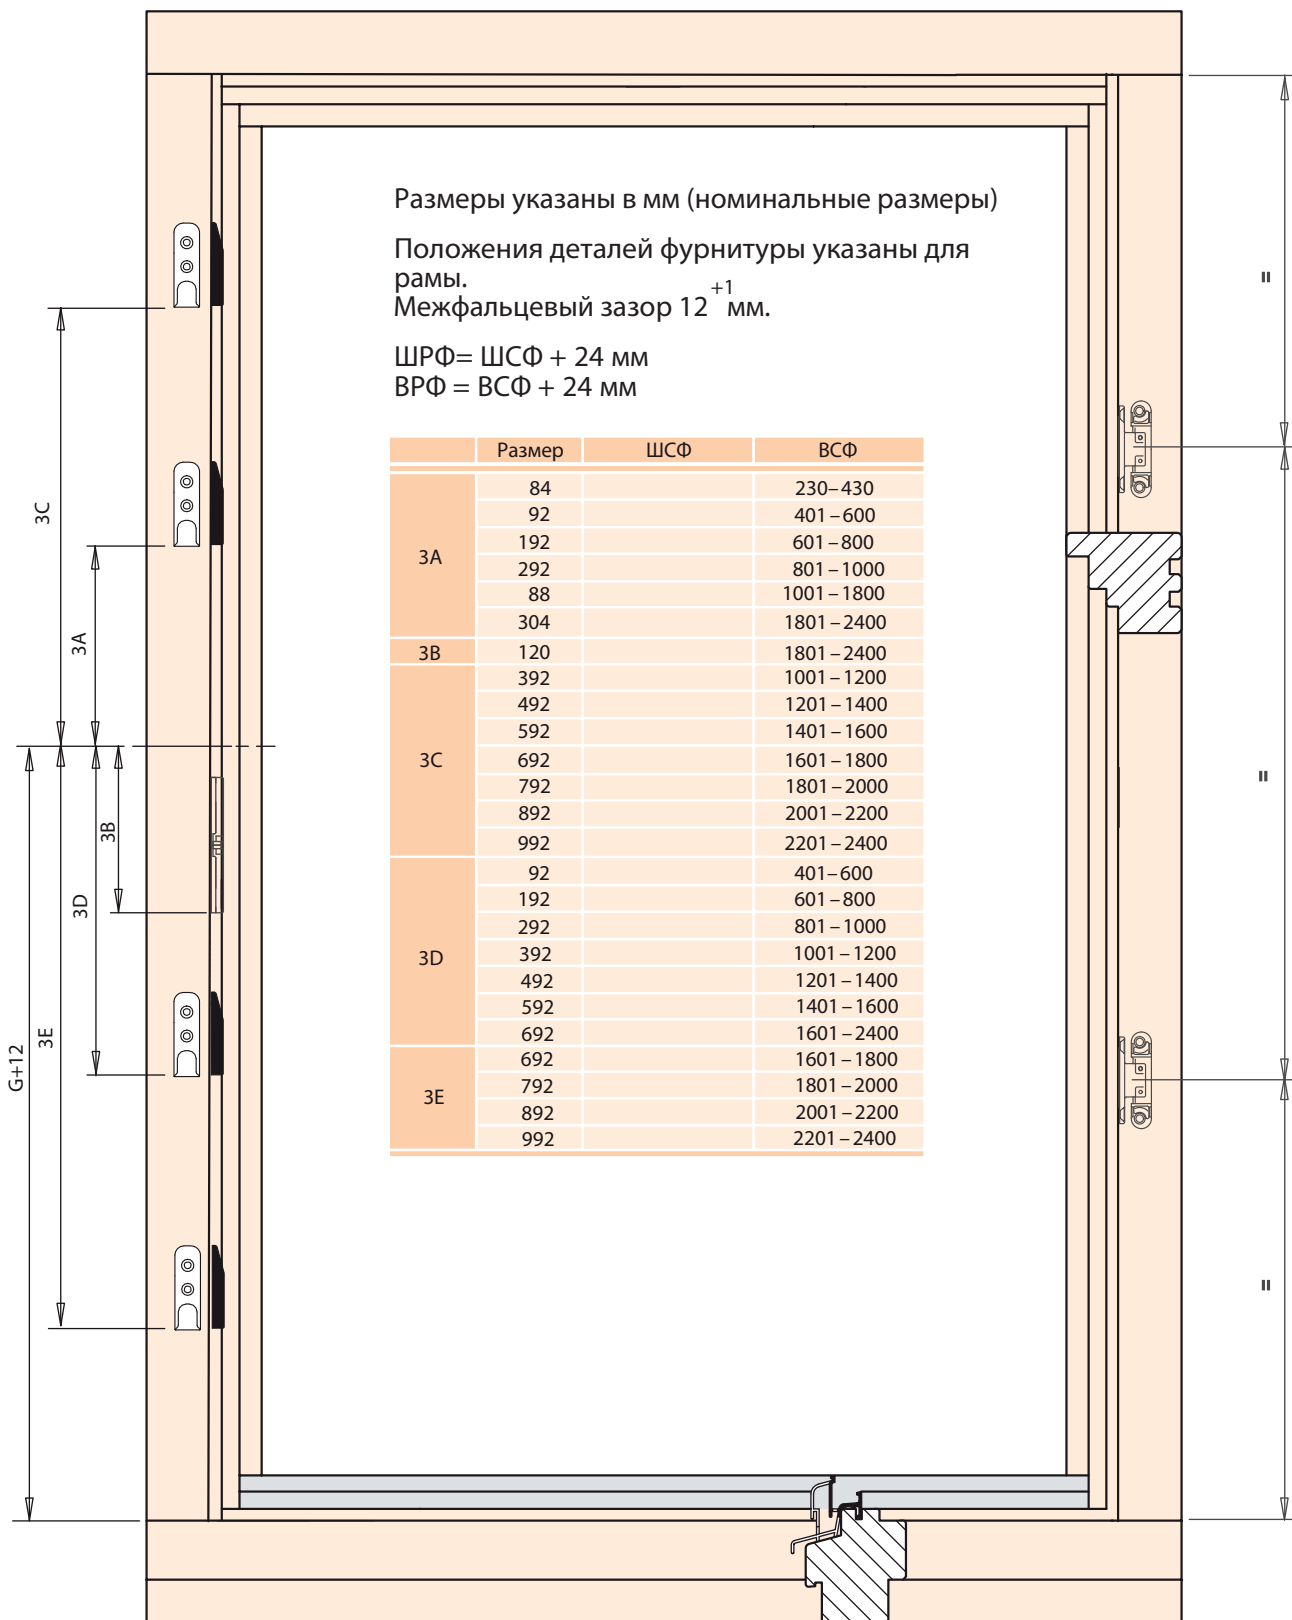 Размеры указаны в мм (номинальные размеры)
Положения деталей фурнитуры указаны для
рамы.
Межфальцевый зазор 12 +1 мм.
ШРФ= ШСФ + 24 мм
ВРФ = ВСФ + 24 мм
Размер ШСФ ВСФ
3A
84 230–430
92 401–600
192 601–800
292 801–1000
88 1001–1800
304 1801–2400
3B 120 1801–2400
3C
392 1001–1200
492 1201–1400
592 1401–1600
692 1601–1800
792 1801–2000
892 2001–2200
992 2201–2400
3D
92 401–600
192 601–800
292 801–1000
392 1001–1200
492 1201–1400
592 1401–1600
692 1601–2400
3E
692 1601–1800
792 1801–2000
892 2001–2200
992 2201–2400
3C
3A
3B
3D
3E
G+12
=
=
=